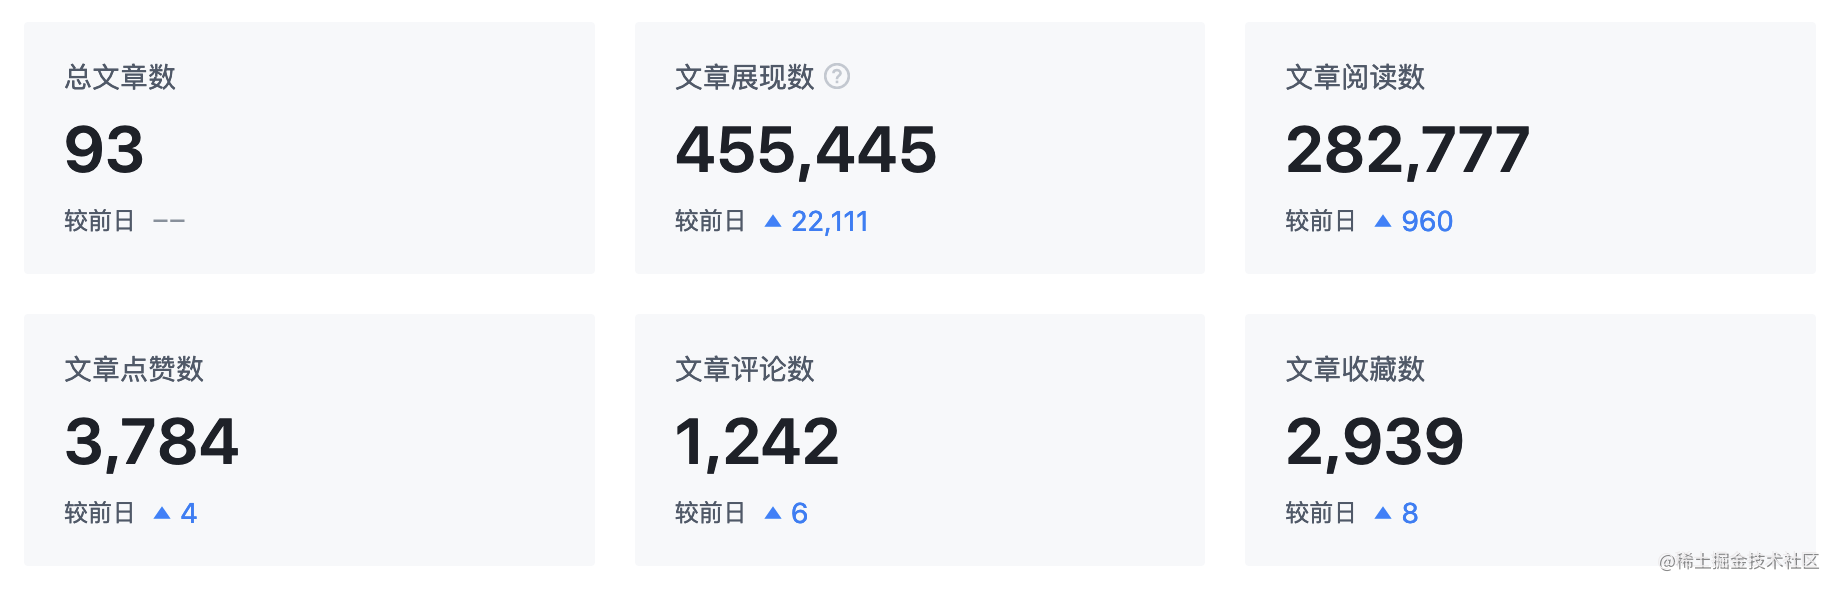 总文章数
93
较前日 --
文章展现数 ?
455,445
较前日 ▲ 22,111
文章阅读数
282,777
较前日 ▲ 960
文章点赞数
3,784
较前日 ▲ 4
文章评论数
1,242
较前日 ▲ 6
文章收藏数
2,939
较前日 ▲ 8
@稀土掘金技术社区